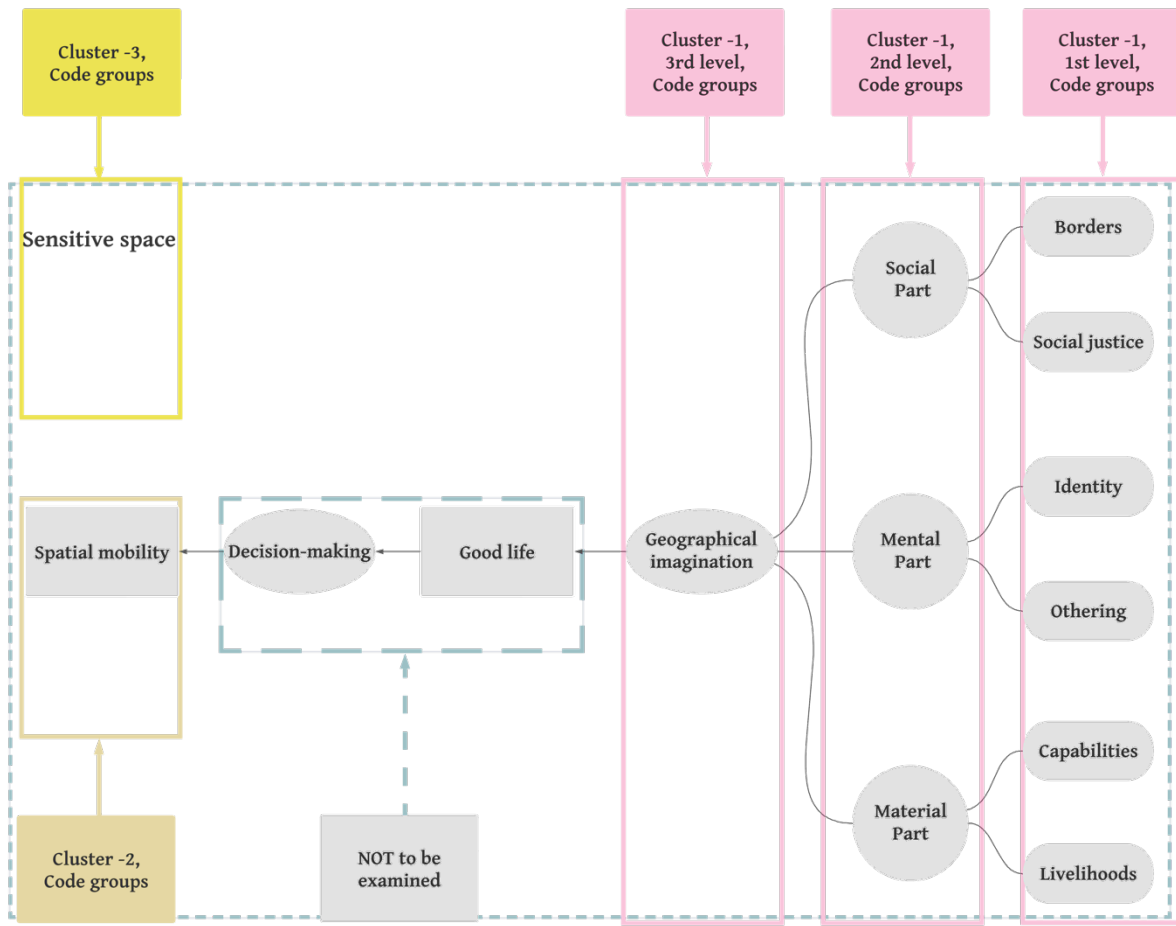 Cluster -3,
Code groups
Cluster -1,
3rd level,
Code groups
Cluster -1,
2nd level,
Code groups
Cluster -1,
1st level,
Code groups
Sensitive space
Borders
Social
Part
Social justice
Identity
Spatial mobility
Decision-making
Good life
Geographical
imagination
Mental
Part
Othering
Capabilities
Material
Part
Livelihoods
Cluster -2,
Code groups
NOT to be
examined